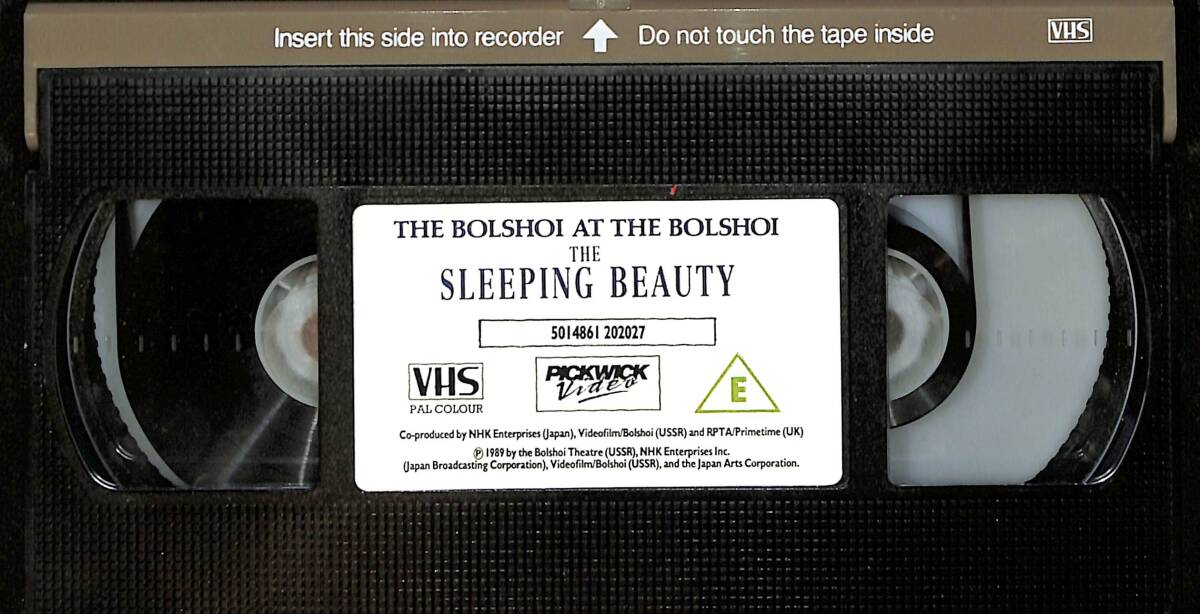 Insert this side into recorder Do not touch the tape inside VHS
THE BOLSHOI AT THE BOLSHOI
THE
SLEEPING BEAUTY
5014861 202027
VHS PICKWICK Video E
PAL COLOUR
Co-produced by NHK Enterprises (Japan), Videofilm/Bolshoi (USSR) and RPTA/Primetime (UK)
Ⓟ 1989 by the Bolshoi Theatre (USSR), NHK Enterprises Inc.
(Japan Broadcasting Corporation), Videofilm/Bolshoi (USSR), and the Japan Arts Corporation.